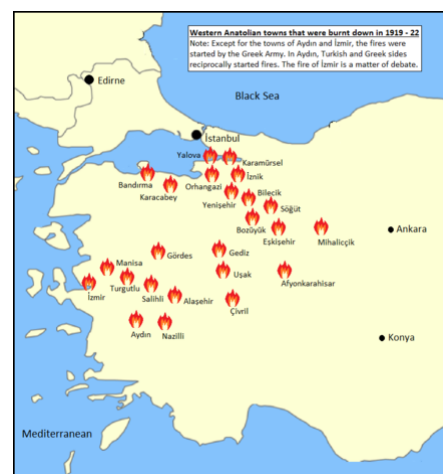 Western Anatolian towns that were burnt down in 1919 - 22
Note: Except for the towns of Aydın and İzmir, the fires were
started by the Greek Army. In Aydın, Turkish and Greek sides
reciprocally started fires. The fire of İzmir is a matter of debate.
Edirne
Black Sea
İstanbul
Yalova
Karamürsel
Bandırma
Orhangazi
İznik
Karacabey
Yenişehir
Bilecik
Söğüt
Bozüyük
Eskişehir
Mihalıççik
Ankara
Manisa
Gördes
Gediz
İzmir
Turgutlu
Salihli
Alaşehir
Uşak
Afyonkarahisar
Çivril
Aydın
Nazilli
Konya
Mediterranean